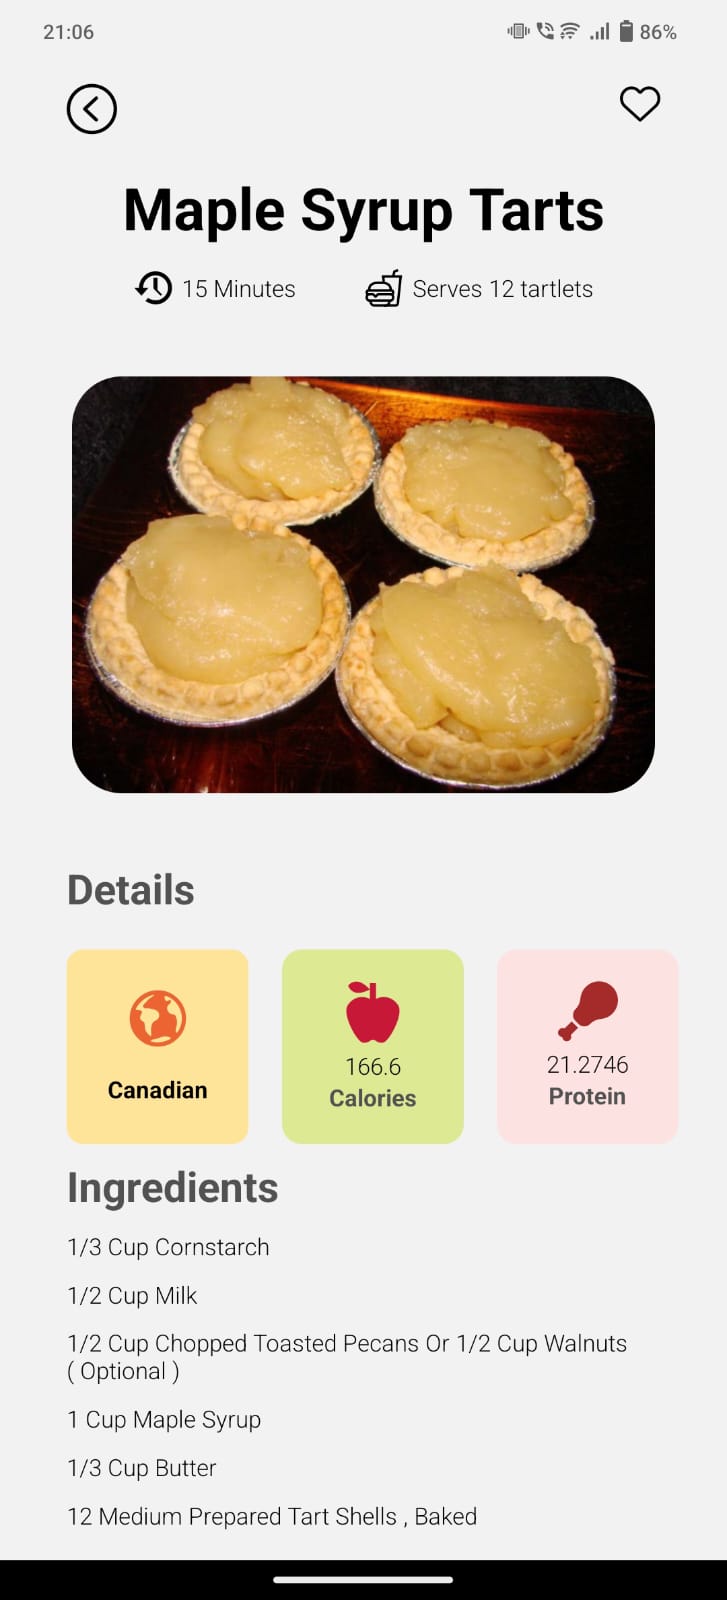 21:06
86%
Maple Syrup Tarts
15 Minutes
Serves 12 tartlets
Details
Canadian
166.6
Calories
21.2746
Protein
Ingredients
1/3 Cup Cornstarch
1/2 Cup Milk
1/2 Cup Chopped Toasted Pecans Or 1/2 Cup Walnuts
( Optional )
1 Cup Maple Syrup
1/3 Cup Butter
12 Medium Prepared Tart Shells , Baked